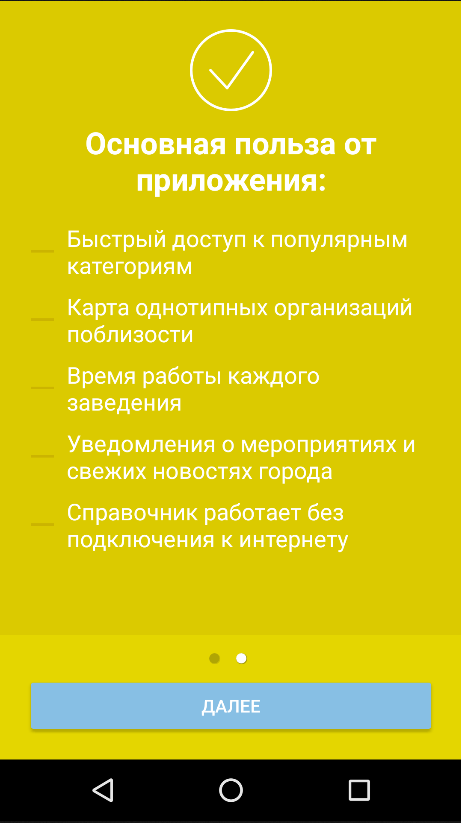 Основная польза от
приложения:
Быстрый доступ к популярным
категориям
Карта однотипных организаций
поблизости
Время работы каждого
заведения
Уведомления о мероприятиях и
свежих новостях города
Справочник работает без
подключения к интернету
ДАЛЕЕ